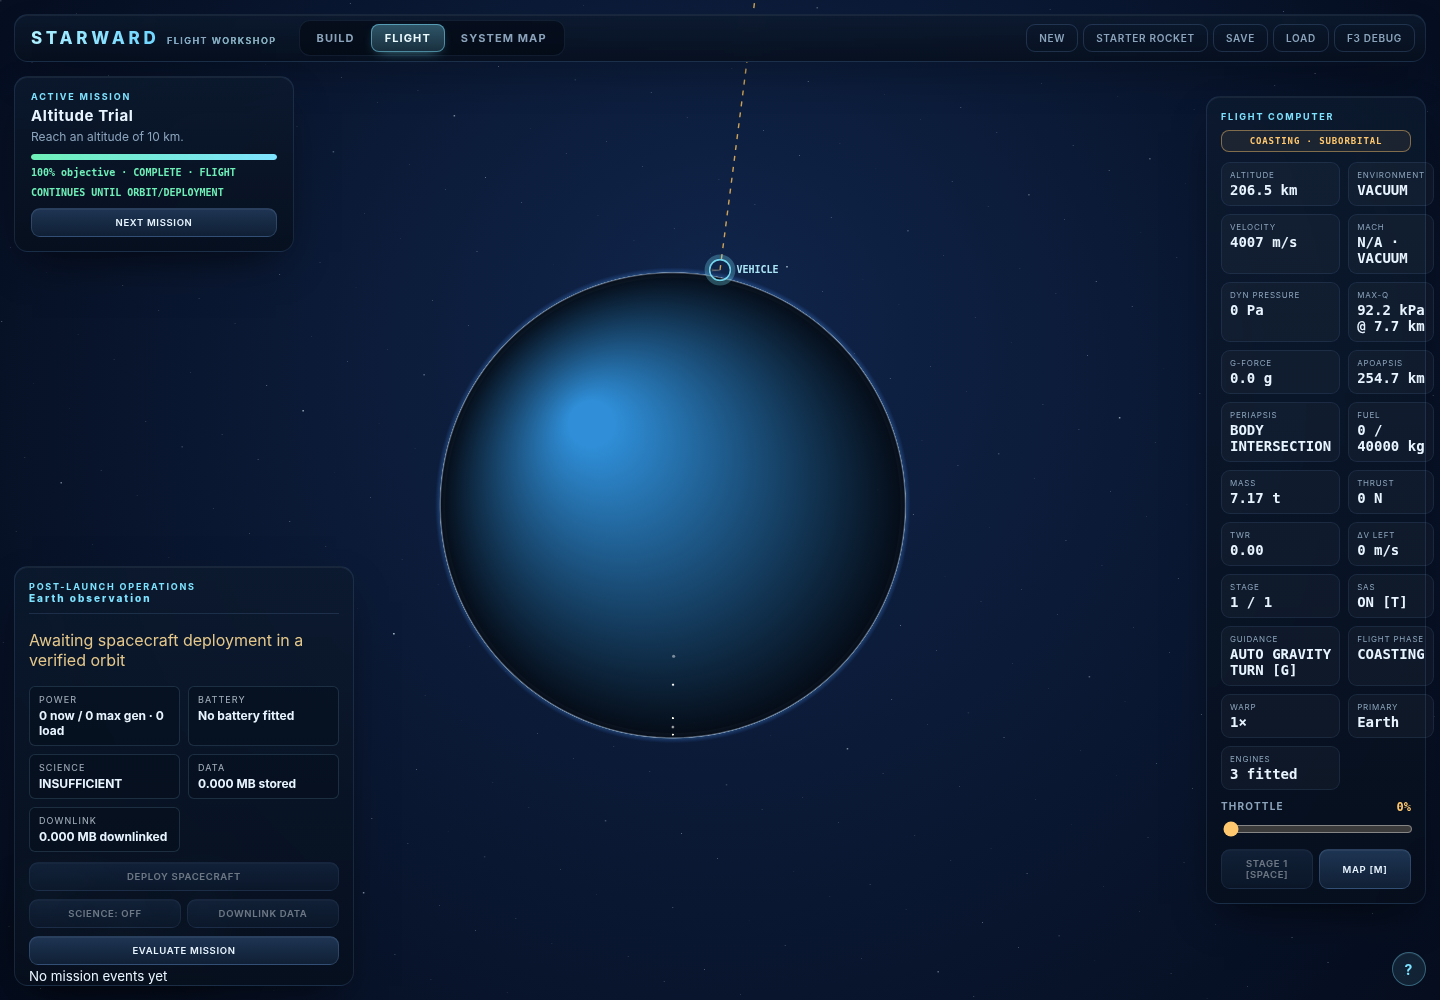 STARWARD FLIGHT WORKSHOP
BUILD
FLIGHT
SYSTEM MAP
NEW
STARTER ROCKET
SAVE
LOAD
F3 DEBUG
ACTIVE MISSION
Altitude Trial
Reach an altitude of 10 km.
100% objective · COMPLETE · FLIGHT
CONTINUES UNTIL ORBIT/DEPLOYMENT
NEXT MISSION
VEHICLE
POST-LAUNCH OPERATIONS
Earth observation
Awaiting spacecraft deployment in a
verified orbit
POWER
0 now / 0 max gen · 0
load
BATTERY
No battery fitted
SCIENCE
INSUFFICIENT
DATA
0.000 MB stored
DOWNLINK
0.000 MB downlinked
DEPLOY SPACECRAFT
SCIENCE: OFF
DOWNLINK DATA
EVALUATE MISSION
No mission events yet
FLIGHT COMPUTER
COASTING · SUBORBITAL
ALTITUDE
206.5 km
ENVIRONMENT
VACUUM
VELOCITY
4007 m/s
MACH
N/A ·
VACUUM
DYN PRESSURE
0 Pa
MAX-Q
92.2 kPa
@ 7.7 km
G-FORCE
0.0 g
APOAPSIS
254.7 km
PERIAPSIS
BODY
INTERSECTION
FUEL
0 /
40000 kg
MASS
7.17 t
THRUST
0 N
TWR
0.00
ΔV LEFT
0 m/s
STAGE
1 / 1
SAS
ON [T]
GUIDANCE
AUTO GRAVITY
TURN [G]
FLIGHT PHASE
COASTING
WARP
1×
PRIMARY
Earth
ENGINES
3 fitted
THROTTLE
0%
STAGE 1
[SPACE]
MAP [M]
?